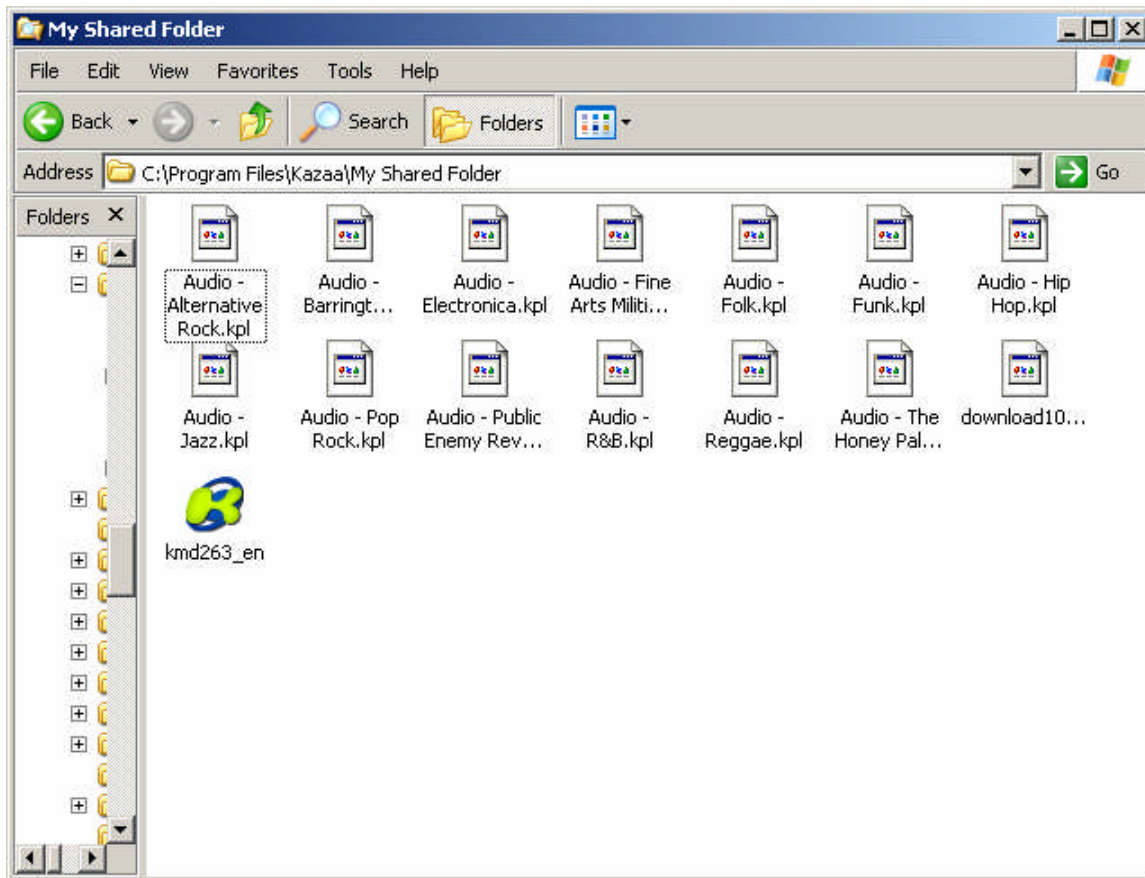 My Shared Folder
File Edit View Favorites Tools Help
Back Search Folders
Address C:\Program Files\Kazaa\My Shared Folder Go
Folders X
Audio - Audio - Audio - Audio - Fine Audio - Audio - Audio - Hip
Alternative Barringt... Electronica.kpl Arts Militi... Folk.kpl Funk.kpl Hop.kpl
Rock.kpl
Audio - Audio - Pop Audio - Public Audio - Audio - Audio - The download10...
Jazz.kpl Rock.kpl Enemy Rev... R&B.kpl Reggae.kpl Honey Pal...
kmd263_en